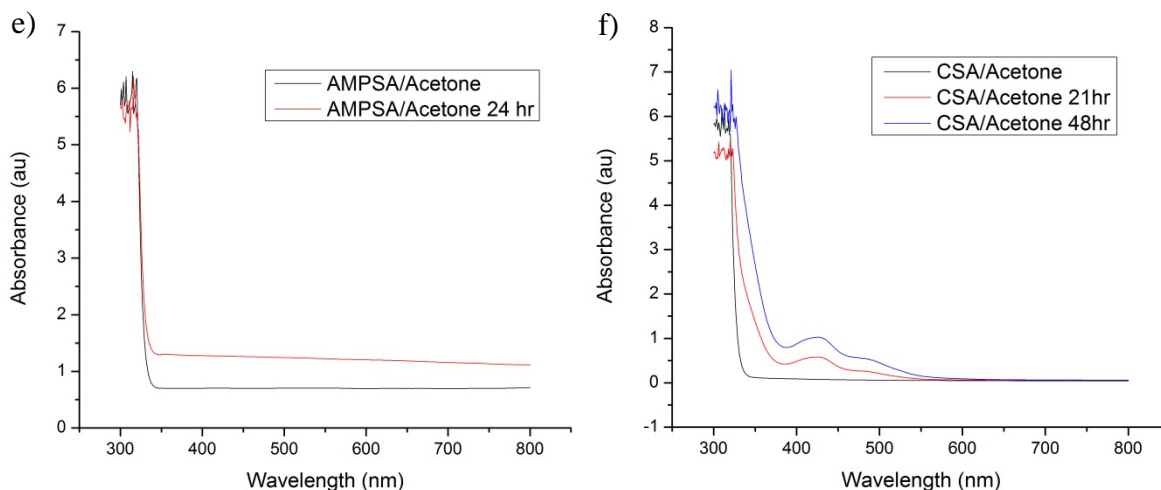 e)
7
6
5
4
3
2
1
0
Absorbance (au)
300 400 500 600 700 800
Wavelength (nm)
AMPSA/Acetone
AMPSA/Acetone 24 hr
f)
8
7
6
5
4
3
2
1
0
-1
Absorbance (au)
300 400 500 600 700 800
Wavelength (nm)
CSA/Acetone
CSA/Acetone 21hr
CSA/Acetone 48hr